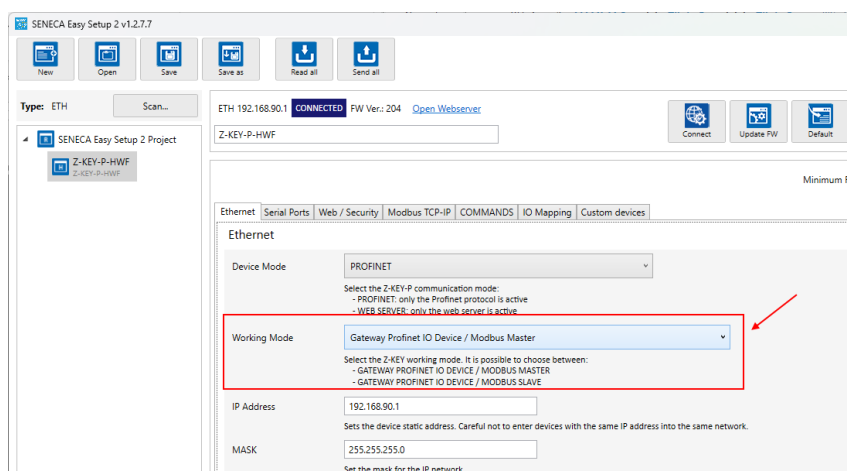 SENECA Easy Setup 2 v1.2.7.7
New
Open
Save
Save as
Read all
Send all
Type: ETH
Scan...
SENECA Easy Setup 2 Project
Z-KEY-P-HWF
Z-KEY-P-HWF
ETH 192.168.90.1 CONNECTED FW Ver.: 204 Open Webserver
Z-KEY-P-HWF
Connect
Update FW
Default
Minimum
Ethernet Serial Ports Web / Security Modbus TCP-IP COMMANDS IO Mapping Custom devices
Ethernet
Device Mode PROFINET
Select the Z-KEY-P communication mode:
- PROFINET: only the Profinet protocol is active
- WEB SERVER: only the web server is active
Working Mode Gateway Profinet IO Device / Modbus Master
Select the Z-KEY working mode. It is possible to choose between:
- GATEWAY PROFINET IO DEVICE / MODBUS MASTER
- GATEWAY PROFINET IO DEVICE / MODBUS SLAVE
IP Address 192.168.90.1
Sets the device static address. Careful not to enter devices with the same IP address into the same network.
MASK 255.255.255.0
Set the mask for the IP network